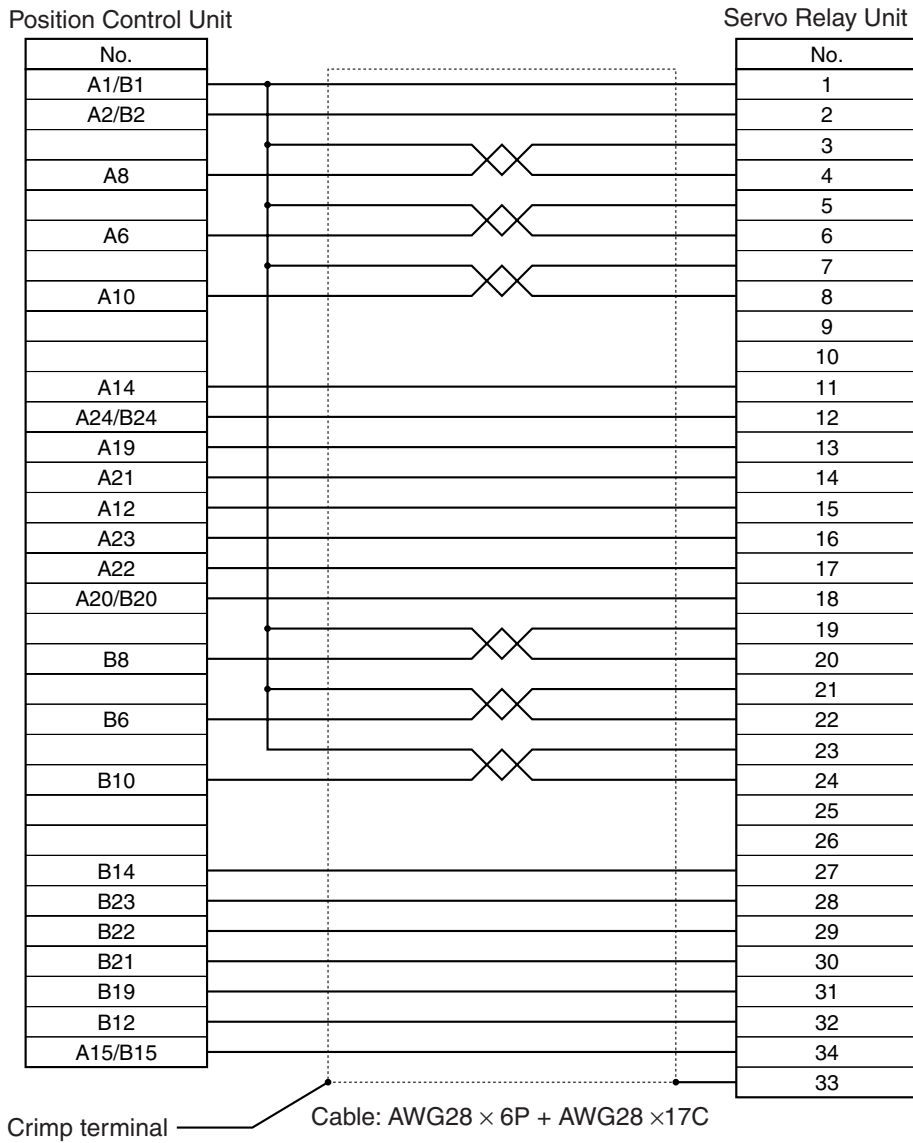 Position Control Unit Servo Relay Unit
No. No.
A1/B1 1
A2/B2 2
3
A8 4
5
A6 6
7
A10 8
9
10
A14 11
A24/B24 12
A19 13
A21 14
A12 15
A23 16
A22 17
A20/B20 18
19
B8 20
21
B6 22
23
B10 24
25
26
B14 27
B23 28
B22 29
B21 30
B19 31
B12 32
A15/B15 34
33
Crimp terminal Cable: AWG28 × 6P + AWG28 ×17C